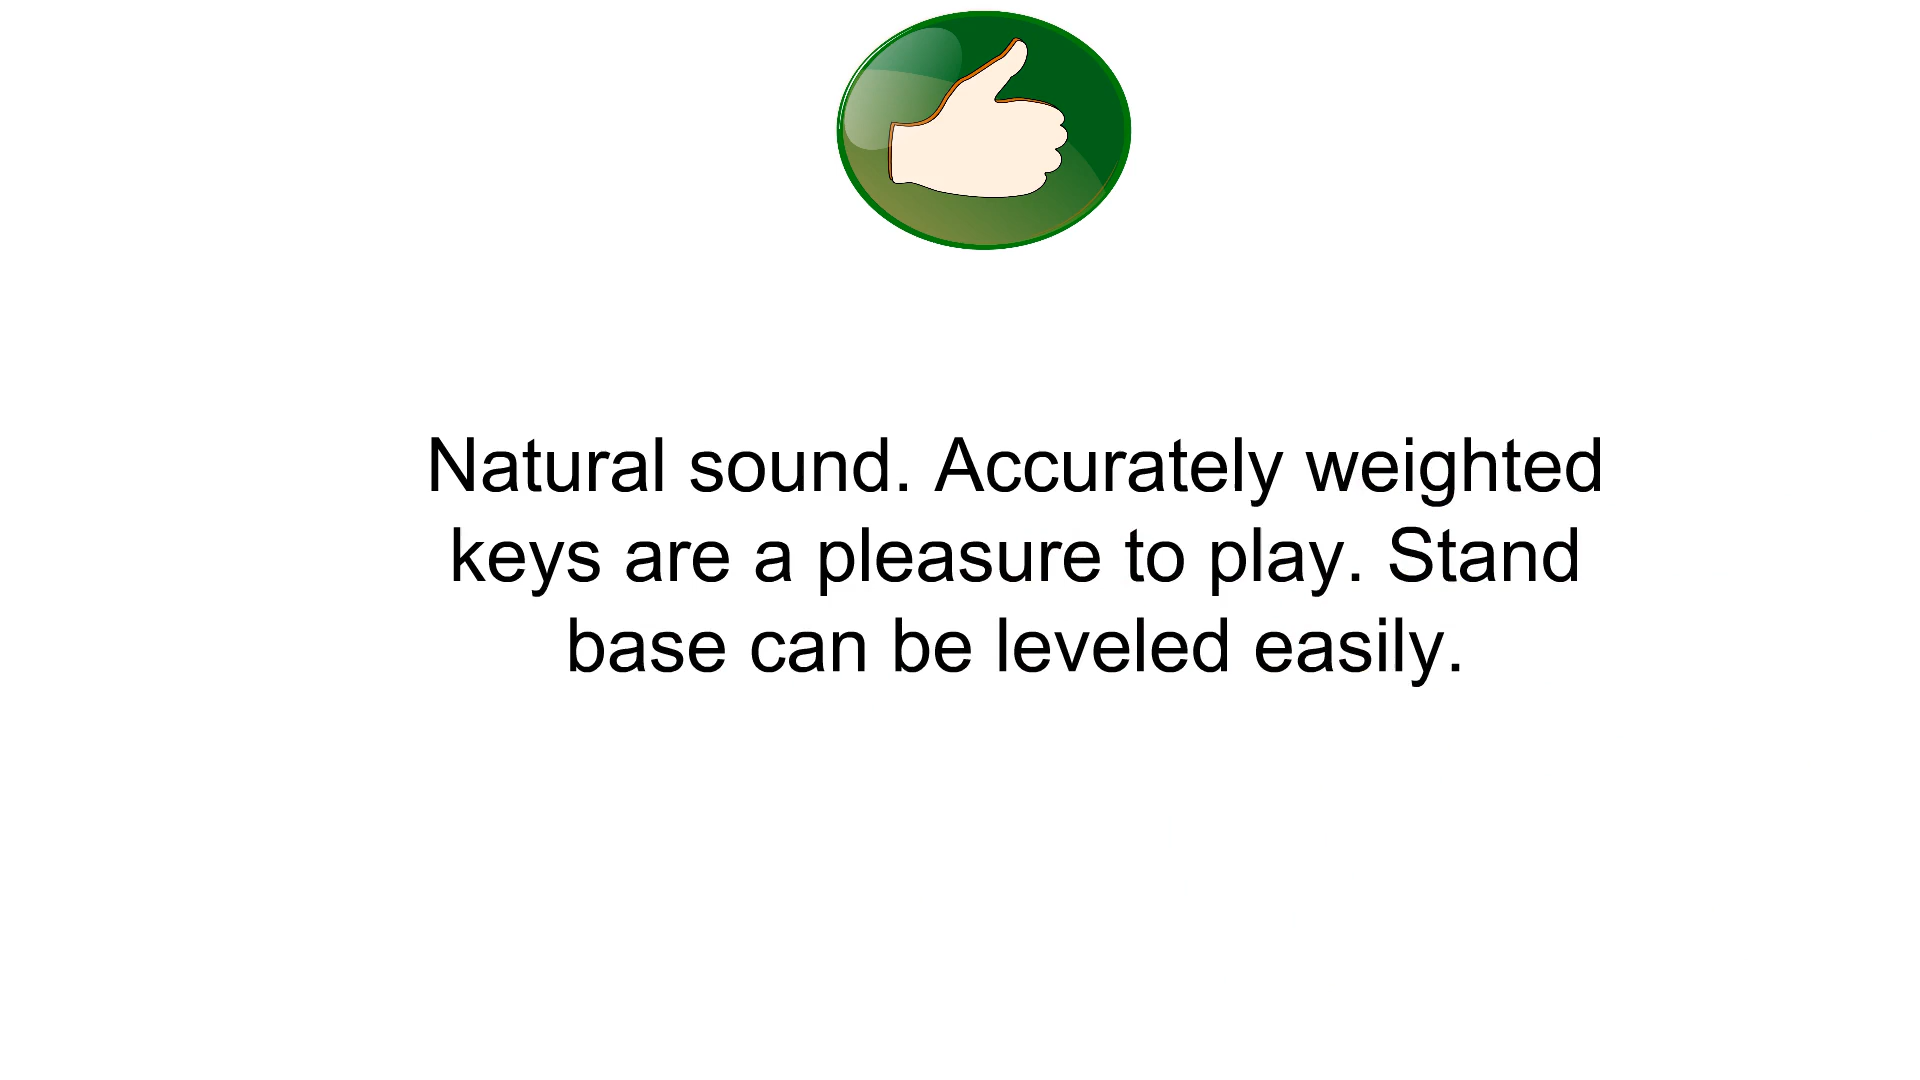 Natural sound. Accurately weighted
keys are a pleasure to play. Stand
base can be leveled easily.